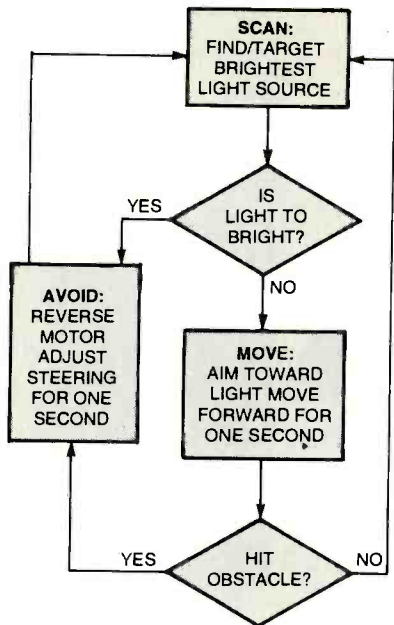 SCAN:
FIND/TARGET
BRIGHTEST
LIGHT SOURCE
IS
LIGHT TO
BRIGHT?
YES
NO
AVOID:
REVERSE
MOTOR
ADJUST
STEERING
FOR ONE
SECOND
MOVE:
AIM TOWARD
LIGHT MOVE
FORWARD FOR
ONE SECOND
HIT
OBSTACLE?
YES
NO